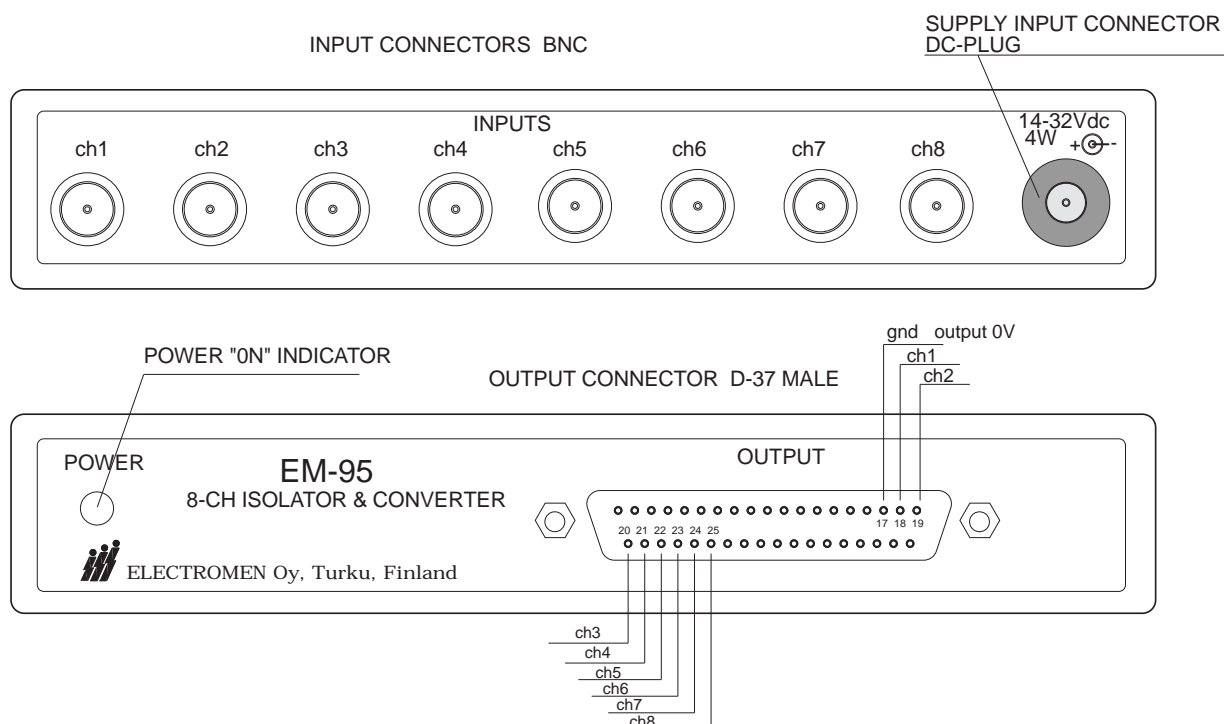 SUPPLY INPUT CONNECTOR
DC-PLUG
INPUT CONNECTORS BNC
INPUTS
14-32Vdc
4W + -
ch1 ch2 ch3 ch4 ch5 ch6 ch7 ch8
gnd output 0V
ch1
ch2
POWER "0N" INDICATOR
OUTPUT CONNECTOR D-37 MALE
POWER
EM-95
8-CH ISOLATOR & CONVERTER
OUTPUT
17 18 19
20 21 22 23 24 25
ELECTROMEN Oy, Turku, Finland
ch3
ch4
ch5
ch6
ch7
ch8